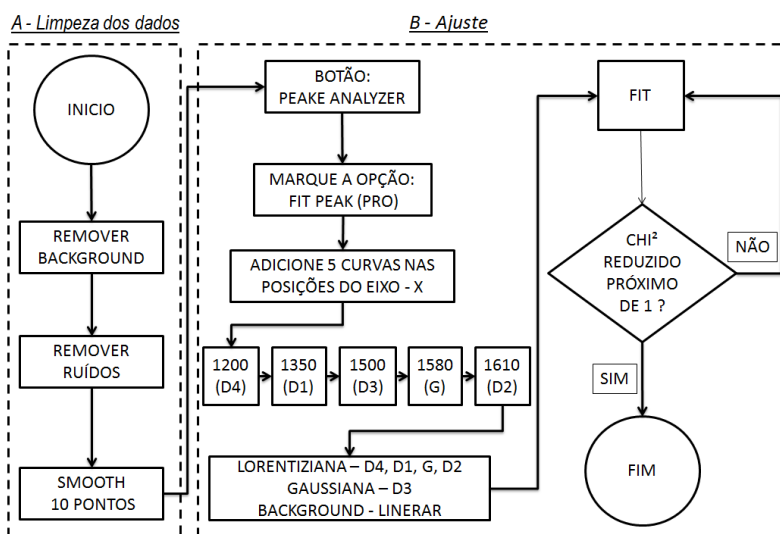 A - Limpeza dos dados
INICIO
REMOVER
BACKGROUND
REMOVER
RUÍDOS
SMOOTH
10 PONTOS
B - Ajuste
BOTÃO:
PEAKE ANALYZER
MARQUE A OPÇÃO:
FIT PEAK (PRO)
ADICIONE 5 CURVAS NAS
POSIÇÕES DO EIXO - X
1200
(D4)
1350
(D1)
1500
(D3)
1580
(G)
1610
(D2)
LORENTIZIANA – D4, D1, G, D2
GAUSSIANA – D3
BACKGROUND - LINERAR
FIT
CHI²
REDUZIDO
PRÓXIMO
DE 1 ?
NÃO
SIM
FIM